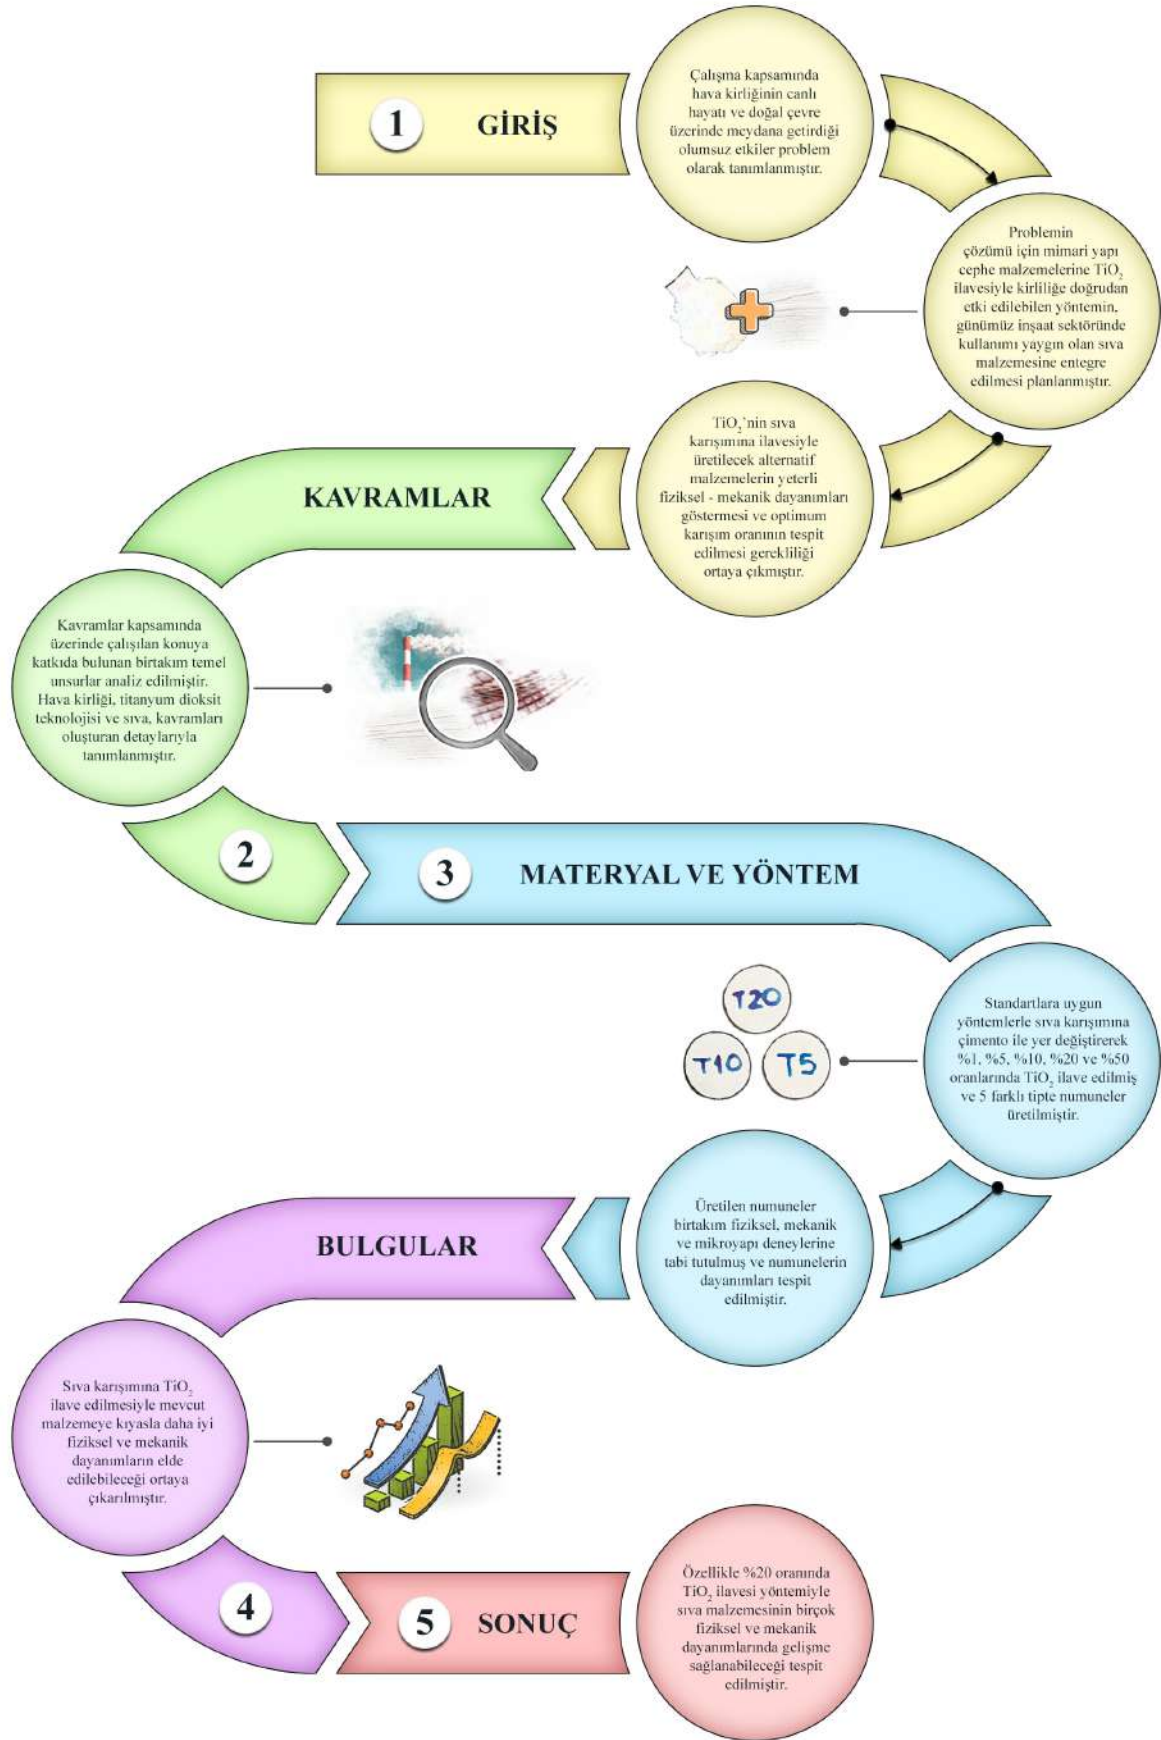 1 GİRİŞ
Çalışma kapsamında
hava kirliğinin canlı
hayatı ve doğal çevre
üzerinde meydana getirdiği
olumsuz etkiler problem
olarak tanımlanmıştır.
Problemin
çözümü için mimari yapı
cephe malzemelerine TiO₂
ilavesiyle kirliliğe doğrudan
etki edilebilen yöntemin,
günümüz inşaat sektöründe
kullanımı yaygın olan sıva
malzemesine entegre
edilmesi planlanmıştır.
TiO₂'nin sıva
karışımına ilavesiyle
üretilecek alternatif
malzemelerin yeterli
fiziksel - mekanik dayanımları
göstermesi ve optimum
karışım oranının tespit
edilmesi gerekliliği
ortaya çıkmıştır.
KAVRAMLAR
Kavramlar kapsamında
üzerinde çalışılan konuya
katkıda bulunan birtakım temel
unsurlar analiz edilmiştir.
Hava kirliği, titanyum dioksit
teknolojisi ve sıva, kavramları
oluşturan detaylarıyla
tanımlanmıştır.
2
3 MATERYAL VE YÖNTEM
T20
T10 T5
Standartlara uygun
yöntemlerle sıva karışımına
çimento ile yer değiştirerek
%1, %5, %10, %20 ve %50
oranlarında TiO₂ ilave edilmiş
ve 5 farklı tipte numuneler
üretilmiştir.
Üretilen numuneler
birtakım fiziksel, mekanik
ve mikroyapı deneylerine
tabi tutulmuş ve numunelerin
dayanımları tespit
edilmiştir.
BULGULAR
Sıva karışımına TiO₂
ilave edilmesiyle mevcut
malzemeye kıyasla daha iyi
fiziksel ve mekanik
dayanımların elde
edilebileceği ortaya
çıkarılmıştır.
4
5 SONUÇ
Özellikle %20 oranında
TiO₂ ilavesi yöntemiyle
sıva malzemesinin birçok
fiziksel ve mekanik
dayanımlarında gelişme
sağlanabileceği tespit
edilmiştir.